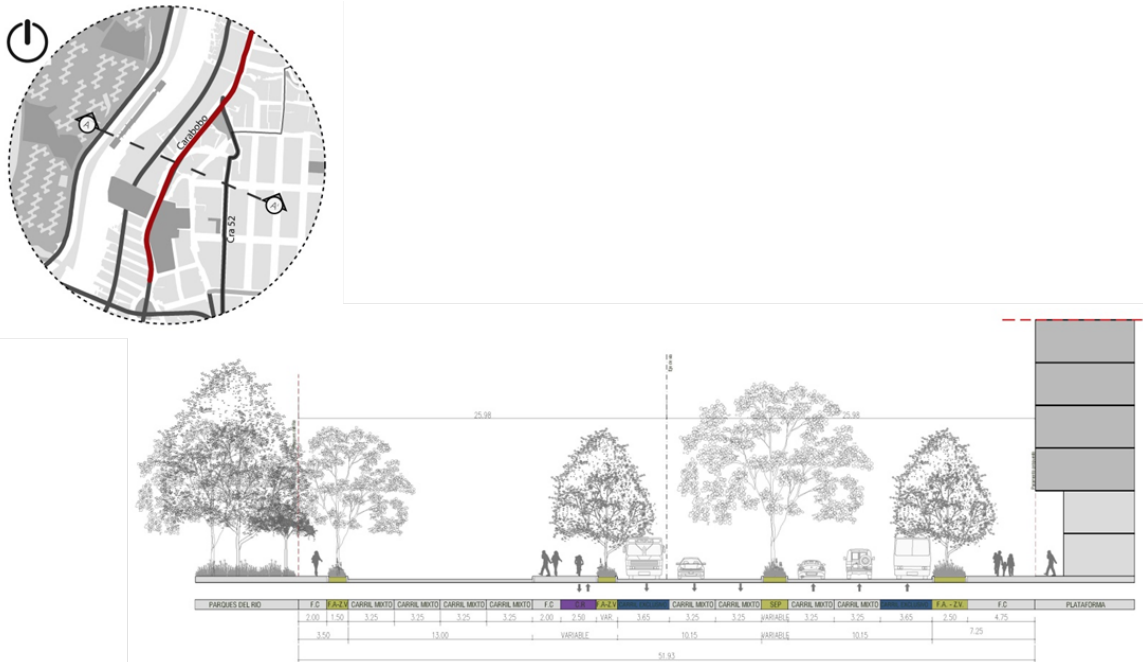 A
Carabobo
A'
Cra 52
25.98
25.98
PARQUES DEL RIO
F.C
F.A-Z.V
CARRIL MIXTO
CARRIL MIXTO
CARRIL MIXTO
CARRIL MIXTO
F.C
F.A-Z.V
CARRIL MIXTO
CARRIL MIXTO
SEP
CARRIL MIXTO
CARRIL MIXTO
F.A. - Z.V.
F.C
PLATAFORMA
2.00
1.50
3.25
3.25
3.25
3.25
2.00
2.50
VAR.
3.65
3.25
3.25
VARIABLE
3.25
3.25
3.65
2.50
4.75
3.50
13.00
VARIABLE
10.15
VARIABLE
10.15
7.25
51.93